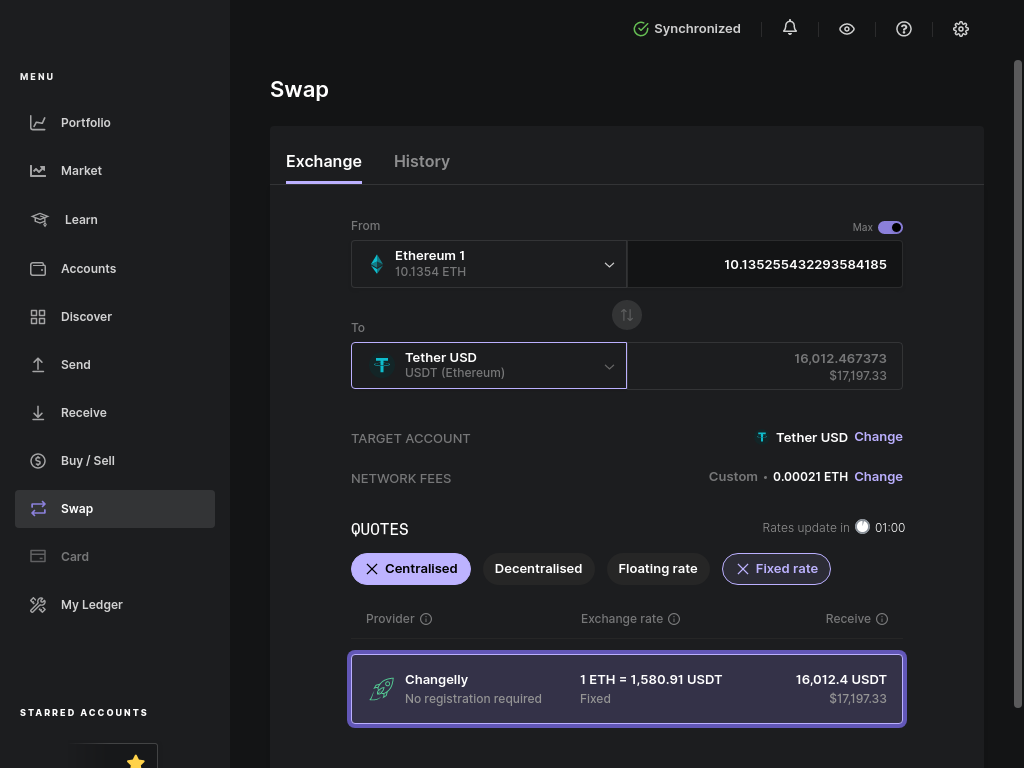 Synchronized
MENU
Portfolio
Market
Learn
Accounts
Discover
Send
Receive
Buy / Sell
Swap
Card
My Ledger
STARRED ACCOUNTS
Swap
Exchange
History
From
Max
Ethereum 1
10.1354 ETH
10.135255432293584185
To
Tether USD
USDT (Ethereum)
16,012.467373
$17,197.33
TARGET ACCOUNT
Tether USD Change
NETWORK FEES
Custom • 0.00021 ETH Change
QUOTES
Rates update in 01:00
Centralised
Decentralised
Floating rate
Fixed rate
Provider
Exchange rate
Receive
Changelly
No registration required
1 ETH = 1,580.91 USDT
Fixed
16,012.4 USDT
$17,197.33